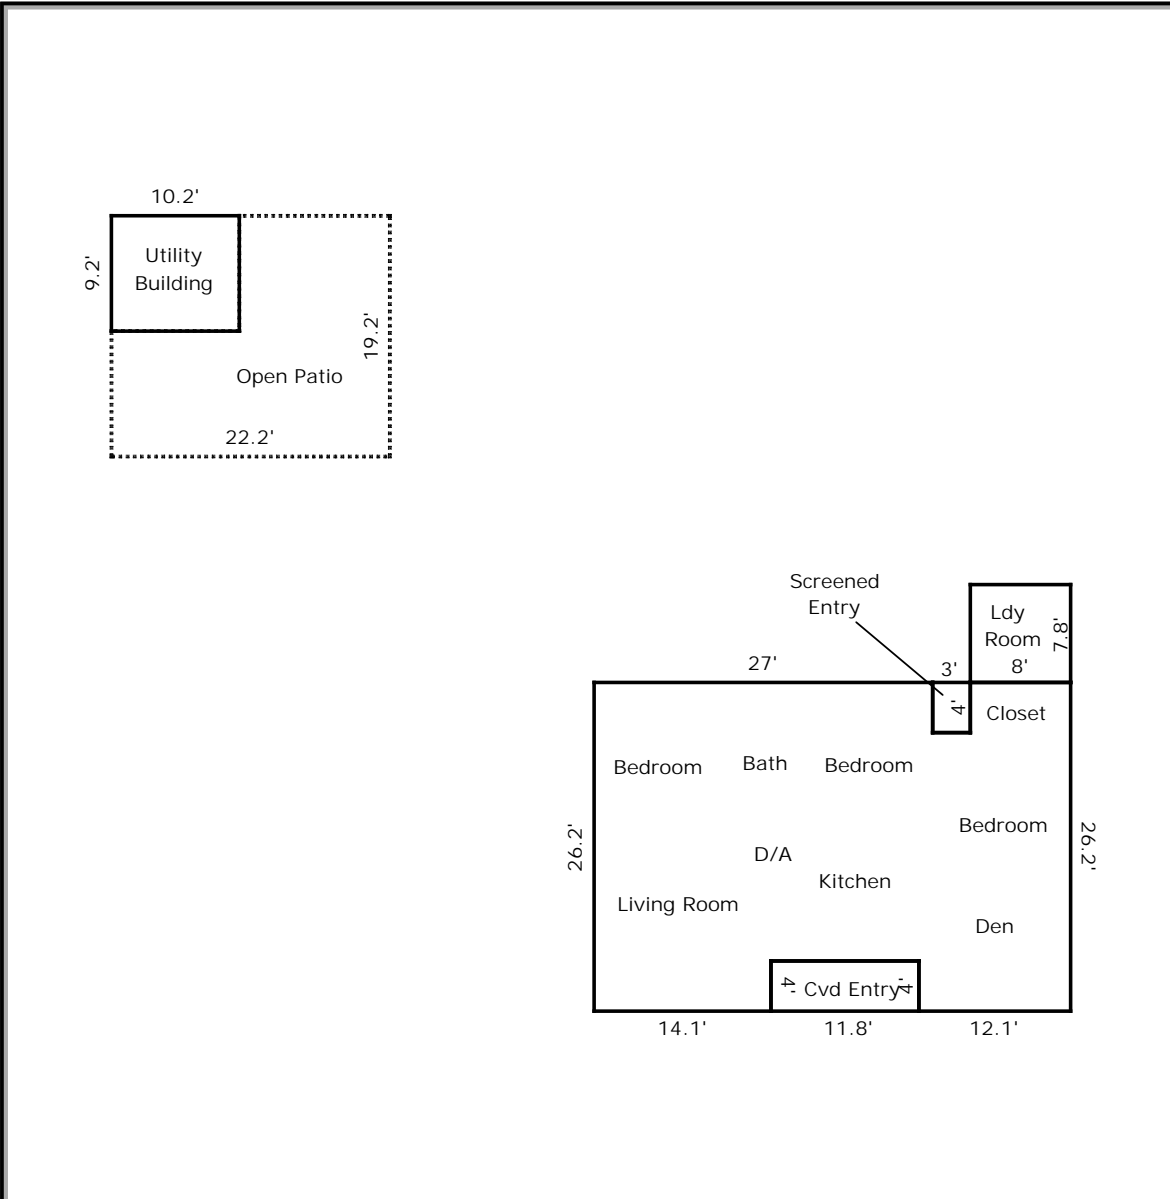 10.2'
9.2'
Utility
Building
19.2'
Open Patio
22.2'
Screened
Entry
Ldy
Room
7.8'
27'
3'
8'
4'
Closet
Bedroom
Bath
Bedroom
Bedroom
26.2'
26.2'
D/A
Kitchen
Living Room
Den
4'
Cvd Entry
4'
14.1'
11.8'
12.1'